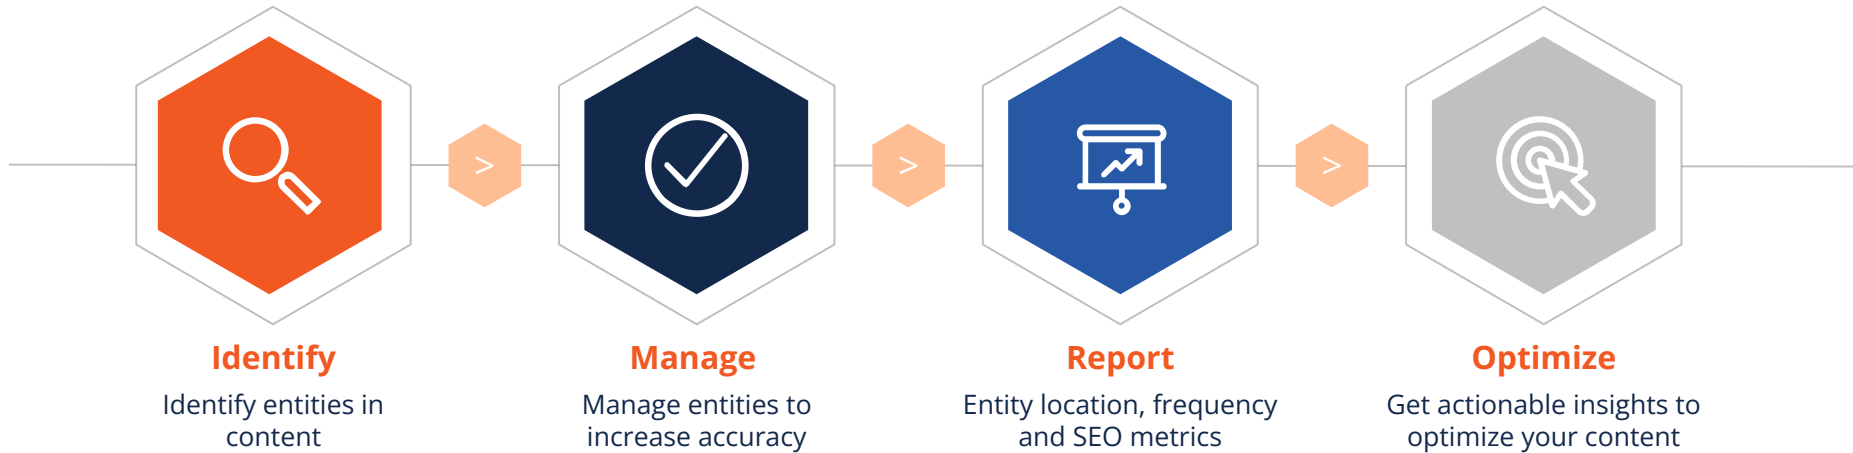 >
>
>
Identify
Identify entities in
content
Manage
Manage entities to
increase accuracy
Report
Entity location, frequency
and SEO metrics
Optimize
Get actionable insights to
optimize your content